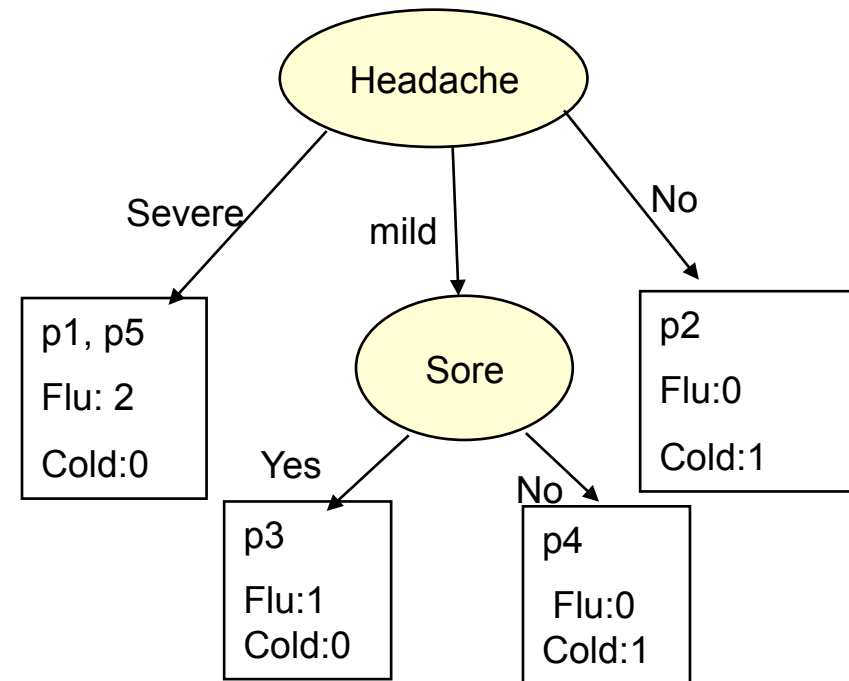 Headache
Severe
mild
No
p1, p5
Flu: 2
Cold:0
Sore
p2
Flu:0
Cold:1
Yes
No
p3
Flu:1
Cold:0
p4
Flu:0
Cold:1